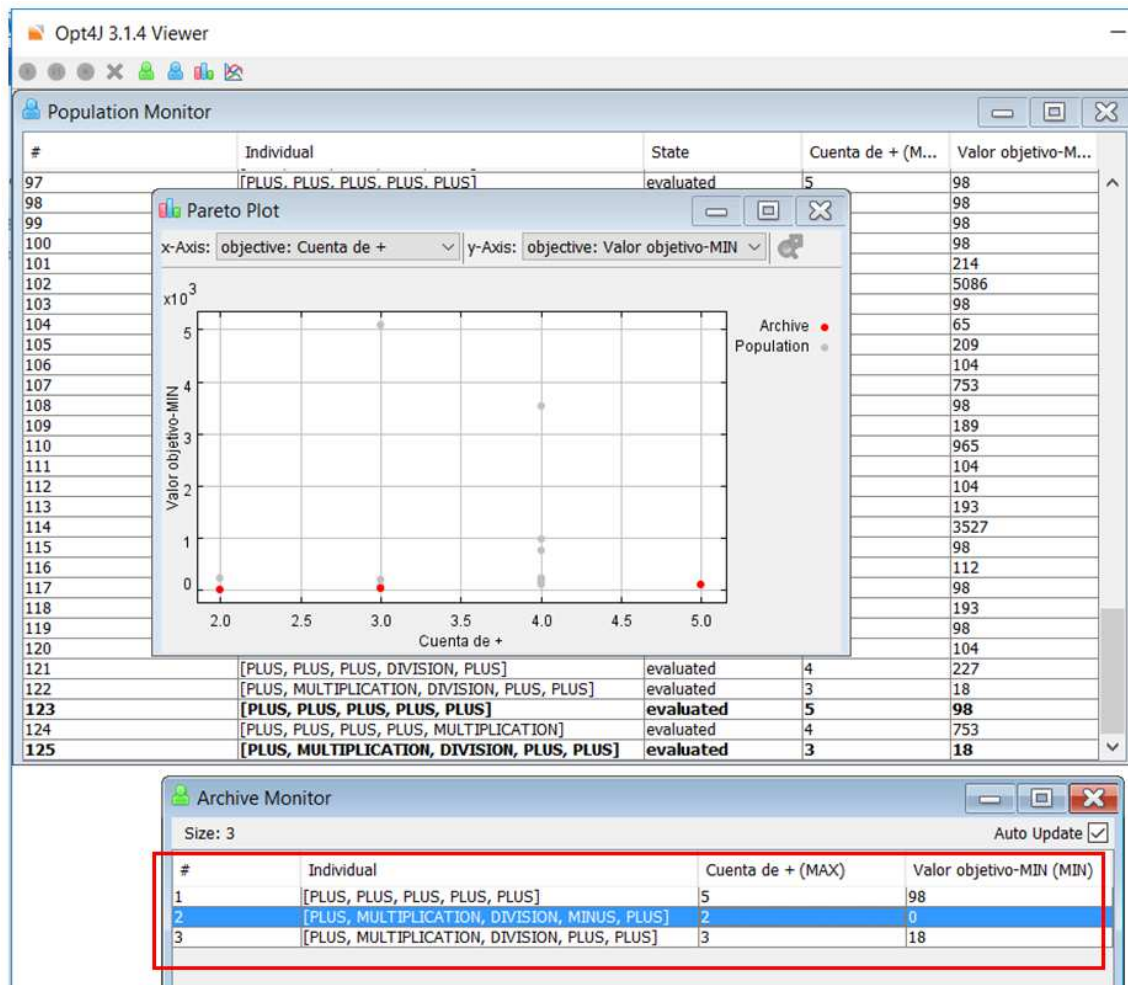 Opt4J 3.1.4 Viewer
Population Monitor
# Individual State Cuenta de + (M... Valor objetivo-M...
97 [PLUS, PLUS, PLUS, PLUS, PLUS] evaluated 5 98
98 98
99 98
100 98
101 214
102 5086
103 98
104 65
105 209
106 104
107 753
108 98
109 189
110 965
111 104
112 104
113 193
114 3527
115 98
116 112
117 98
118 193
119 98
120 104
Pareto Plot
x-Axis: objective: Cuenta de + y-Axis: objective: Valor objetivo-MIN
x10^3
5
4
3
2
1
0
Valor objetivo-MIN
2.0 2.5 3.0 3.5 4.0 4.5 5.0
Cuenta de +
Archive
Population
121 [PLUS, PLUS, PLUS, DIVISION, PLUS] evaluated 4 227
122 [PLUS, MULTIPLICATION, DIVISION, PLUS, PLUS] evaluated 3 18
123 [PLUS, PLUS, PLUS, PLUS, PLUS] evaluated 5 98
124 [PLUS, PLUS, PLUS, PLUS, MULTIPLICATION] evaluated 4 753
125 [PLUS, MULTIPLICATION, DIVISION, PLUS, PLUS] evaluated 3 18
Archive Monitor
Size: 3 Auto Update
# Individual Cuenta de + (MAX) Valor objetivo-MIN (MIN)
1 [PLUS, PLUS, PLUS, PLUS, PLUS] 5 98
2 [PLUS, MULTIPLICATION, DIVISION, MINUS, PLUS] 2 0
3 [PLUS, MULTIPLICATION, DIVISION, PLUS, PLUS] 3 18